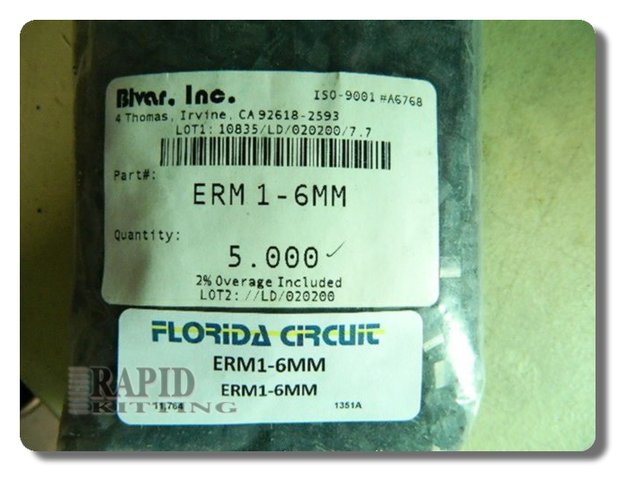 Bivar, Inc.
ISO-9001 #A6768
4 Thomas, Irvine, CA 92618-2593
LOT1: 10835/LD/020200/7.7
Part#:
ERM 1-6MM
Quantity:
5.000
2% Overage Included
LOT2: //LD/020200
FLORIDA CIRCUIT
ERM1-6MM
ERM1-6MM
11,764 1351A
RAPID
KITTING